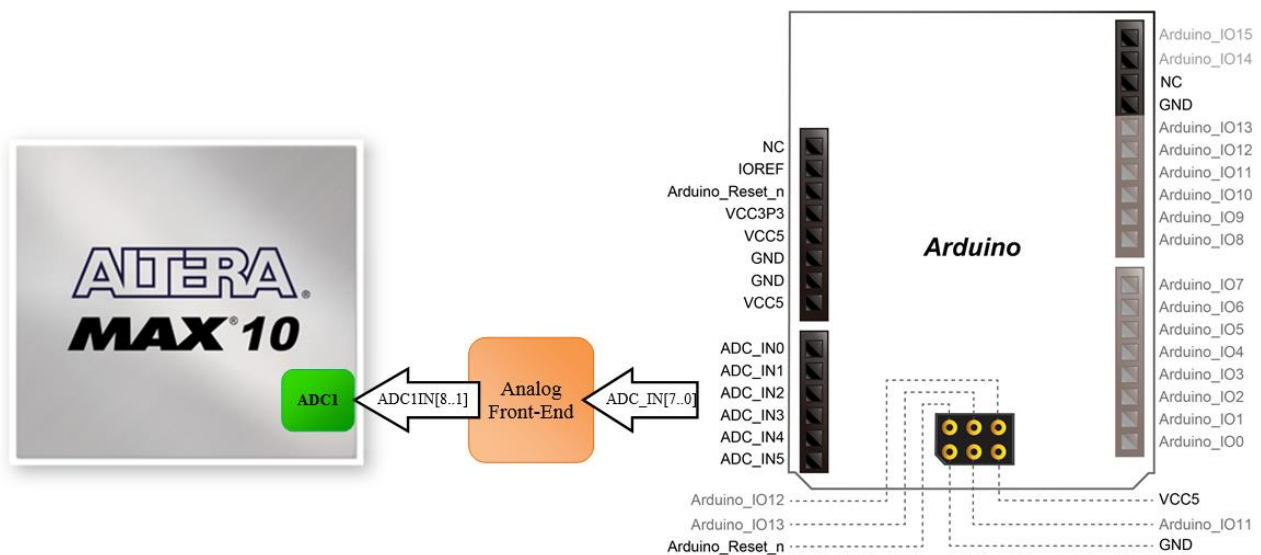 ALTERA®
MAX® 10
ADC1
ADC1IN[8..1]
Analog
Front-End
ADC_IN[7..0]
NC
IOREF
Arduino_Reset_n
VCC3P3
VCC5
GND
GND
VCC5
ADC_IN0
ADC_IN1
ADC_IN2
ADC_IN3
ADC_IN4
ADC_IN5
Arduino_IO12
Arduino_IO13
Arduino_Reset_n
Arduino
Arduino_IO15
Arduino_IO14
NC
GND
Arduino_IO13
Arduino_IO12
Arduino_IO11
Arduino_IO10
Arduino_IO9
Arduino_IO8
Arduino_IO7
Arduino_IO6
Arduino_IO5
Arduino_IO4
Arduino_IO3
Arduino_IO2
Arduino_IO1
Arduino_IO0
VCC5
Arduino_IO11
GND